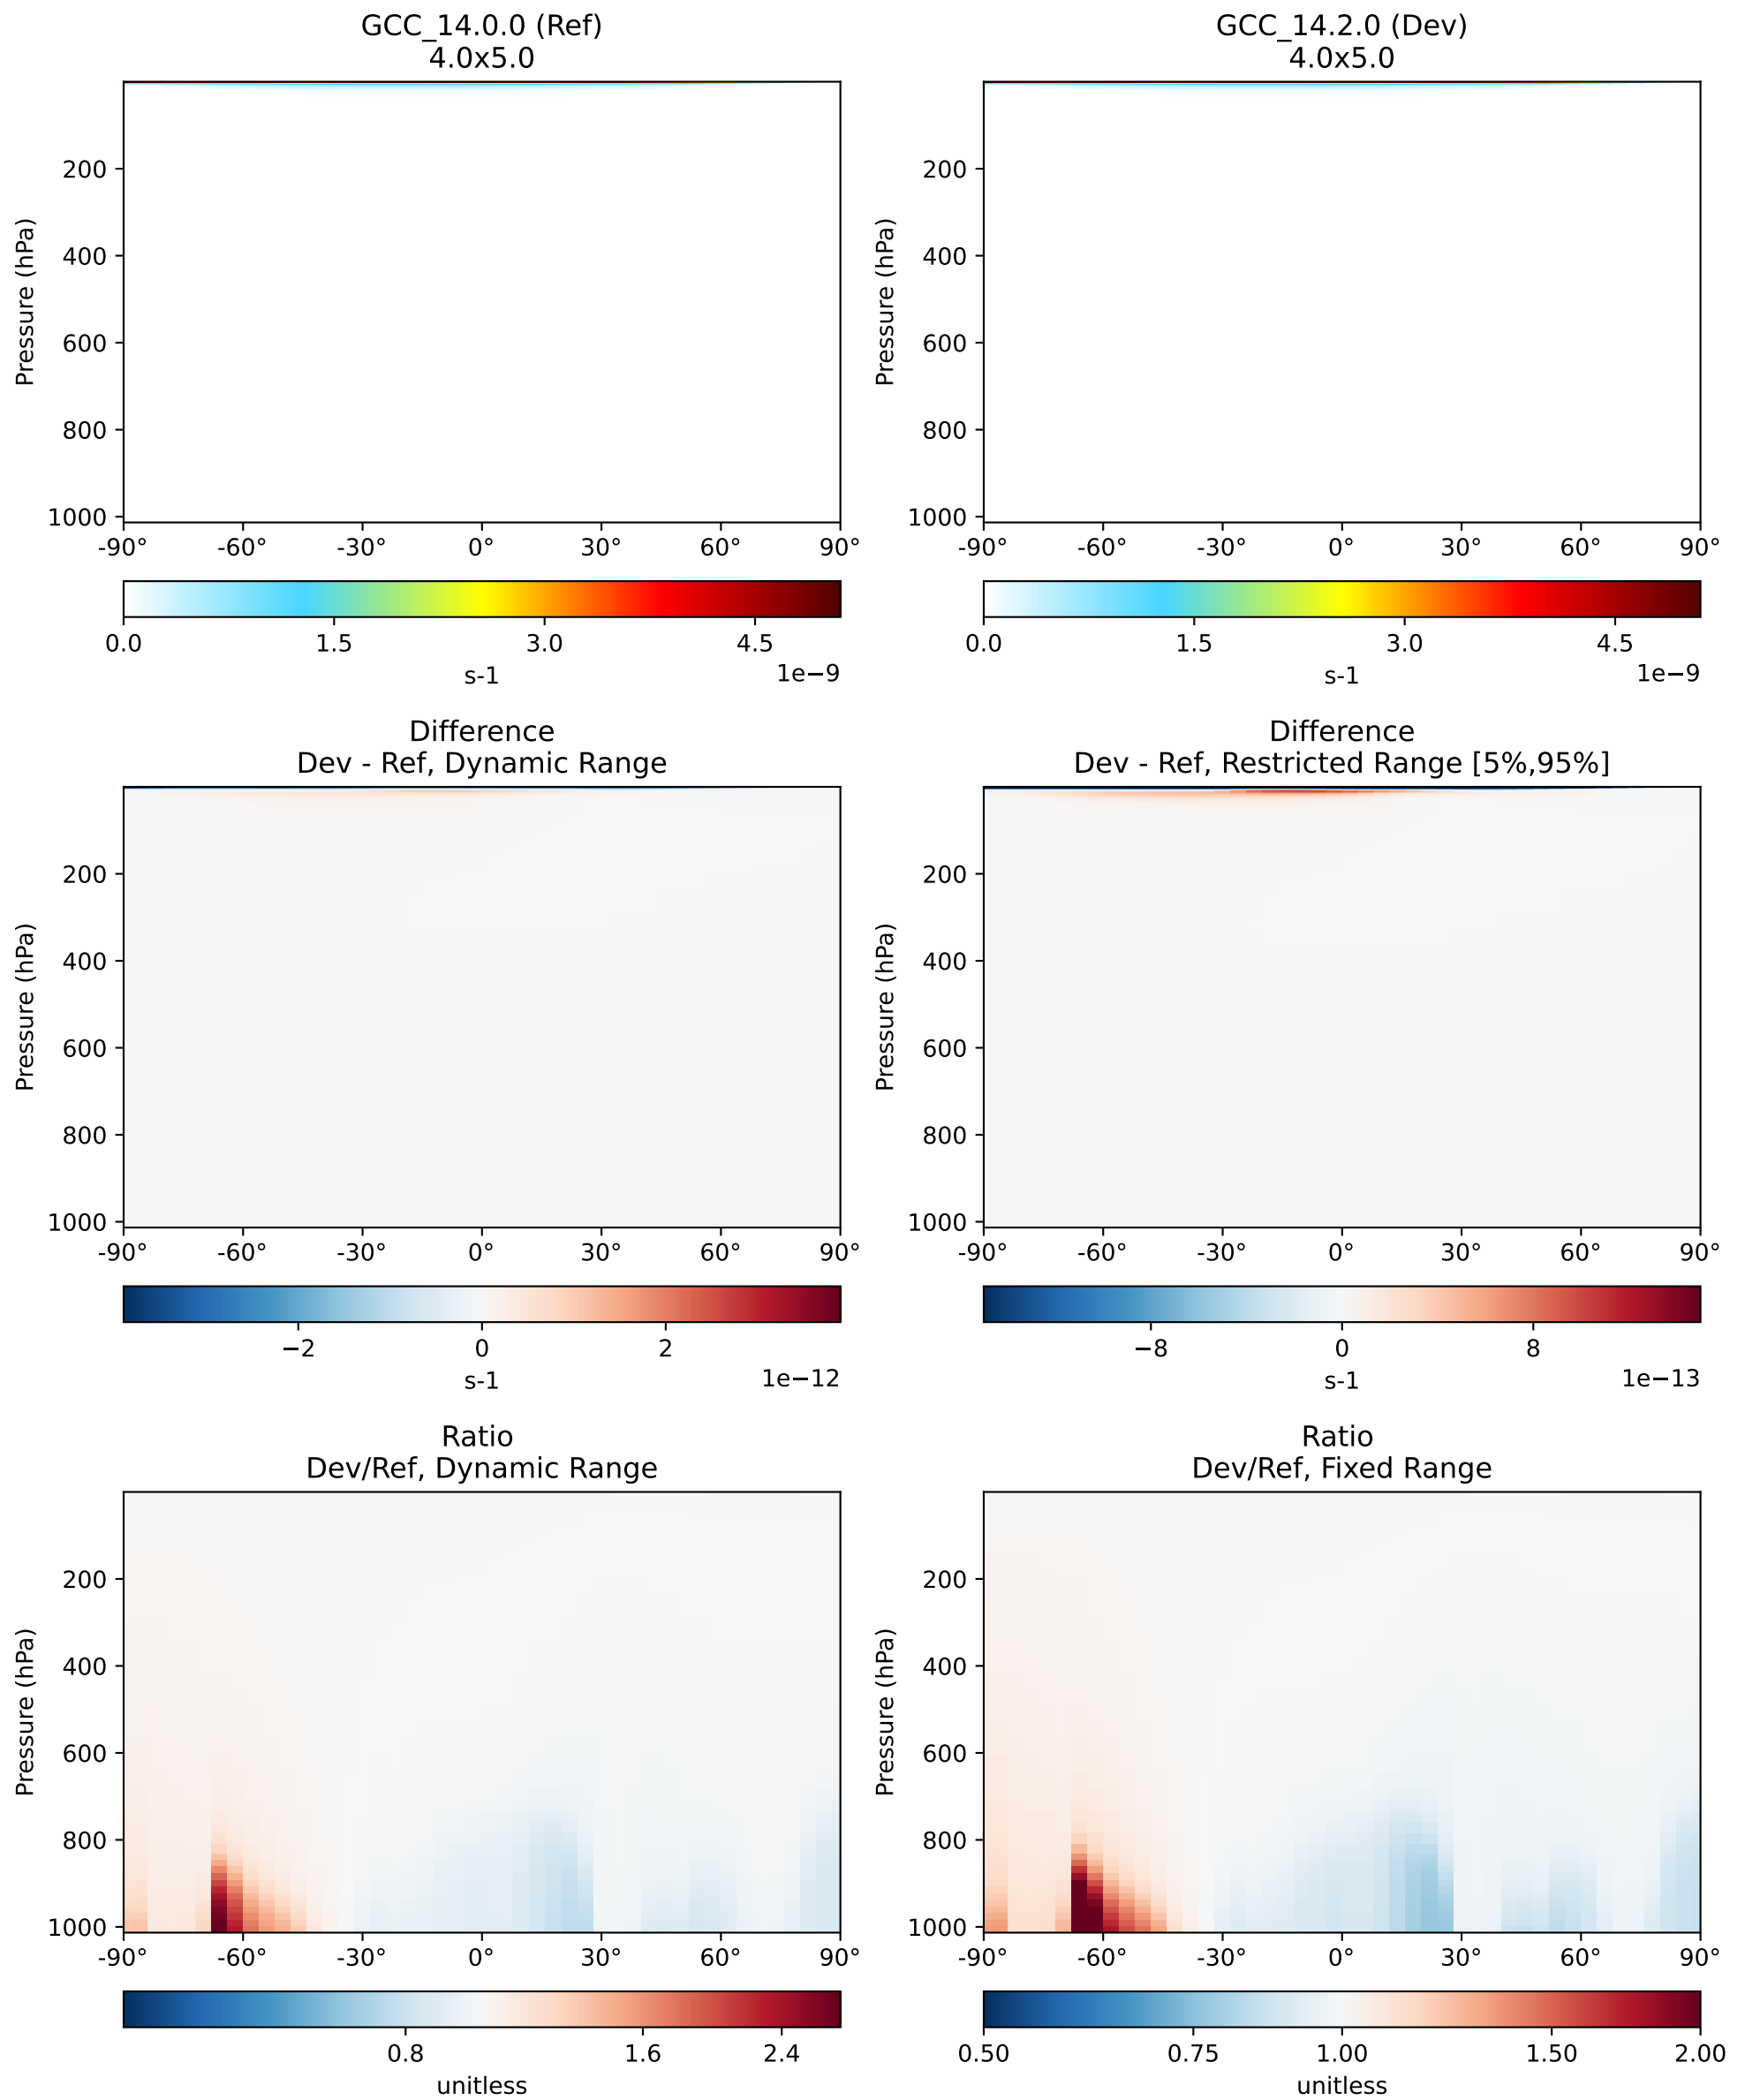 GCC_14.0.0 (Ref)
4.0x5.0
Pressure (hPa)
200
400
600
800
1000
-90° -60° -30° 0° 30° 60° 90°
0.0 1.5 3.0 4.5
s-1
1e−9
GCC_14.2.0 (Dev)
4.0x5.0
Pressure (hPa)
200
400
600
800
1000
-90° -60° -30° 0° 30° 60° 90°
0.0 1.5 3.0 4.5
s-1
1e−9
Difference
Dev - Ref, Dynamic Range
Pressure (hPa)
200
400
600
800
1000
-90° -60° -30° 0° 30° 60° 90°
−2 0 2
s-1
1e−12
Difference
Dev - Ref, Restricted Range [5%,95%]
Pressure (hPa)
200
400
600
800
1000
-90° -60° -30° 0° 30° 60° 90°
−8 0 8
s-1
1e−13
Ratio
Dev/Ref, Dynamic Range
Pressure (hPa)
200
400
600
800
1000
-90° -60° -30° 0° 30° 60° 90°
0.8 1.6 2.4
unitless
Ratio
Dev/Ref, Fixed Range
Pressure (hPa)
200
400
600
800
1000
-90° -60° -30° 0° 30° 60° 90°
0.50 0.75 1.00 1.50 2.00
unitless